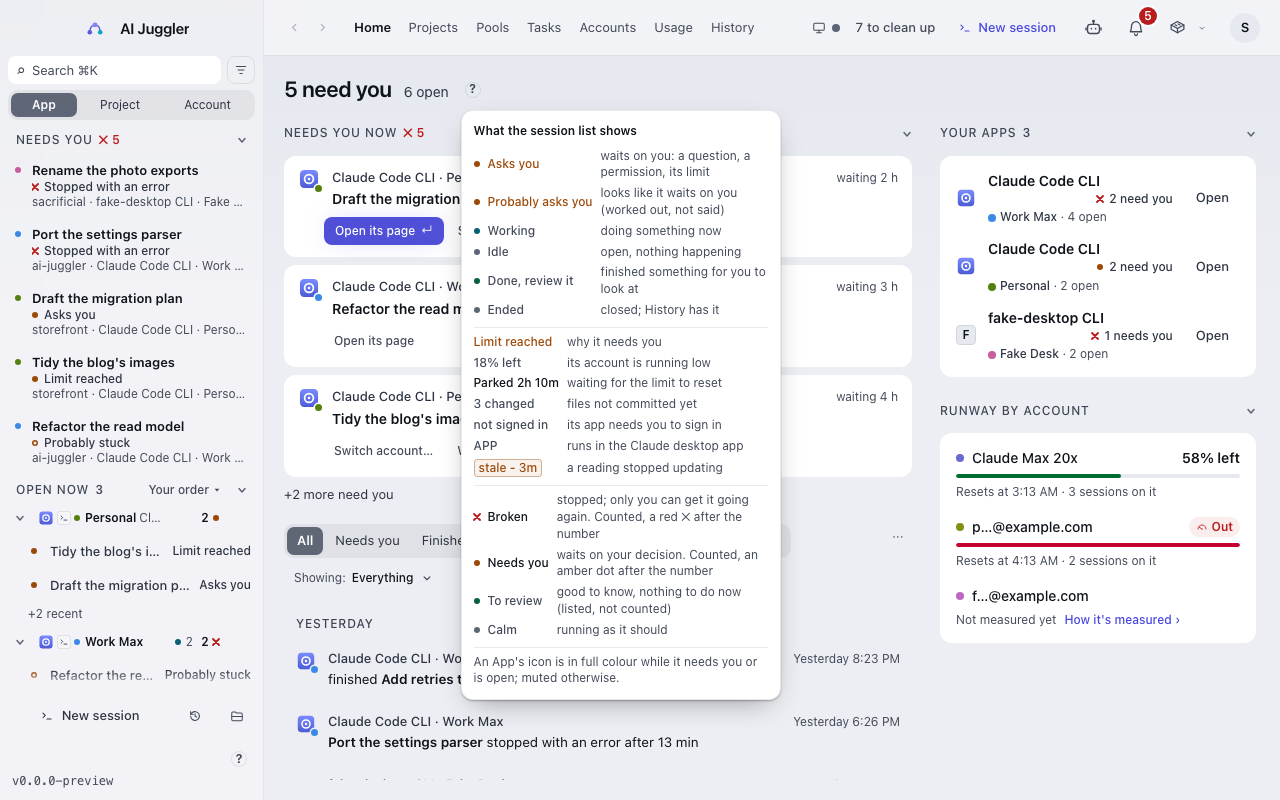 AI Juggler
Search ⌘K
App Project Account
NEEDS YOU 5
Rename the photo exports
Stopped with an error
sacrificial · fake-desktop CLI · Fake ...
Port the settings parser
Stopped with an error
ai-juggler · Claude Code CLI · Work ...
Draft the migration plan
Asks you
storefront · Claude Code CLI · Perso...
Tidy the blog's images
Limit reached
storefront · Claude Code CLI · Perso...
Refactor the read model
Probably stuck
ai-juggler · Claude Code CLI · Work ...
OPEN NOW 3 Your order
Personal Cl... 2
Tidy the blog's i... Limit reached
Draft the migration p... Asks you
+2 recent
Work Max 2 2
Refactor the re... Probably stuck
New session
?
v0.0.0-preview
Home Projects Pools Tasks Accounts Usage History
7 to clean up
New session
5
S
5 need you 6 open ?
NEEDS YOU NOW 5
Claude Code CLI · Pe
waiting 2 h
Draft the migration
Open its page
Claude Code CLI · Wo
waiting 3 h
Refactor the read m
Open its page
Claude Code CLI · Pe
waiting 4 h
Tidy the blog's ima
Switch account...
+2 more need you
All Needs you Finishe
...
Showing: Everything
YESTERDAY
Claude Code CLI · Wo
Yesterday 8:23 PM
finished Add retries t
Claude Code CLI · Work Max
Yesterday 6:26 PM
Port the settings parser stopped with an error after 13 min
What the session list shows
Asks you waits on you: a question, a
permission, its limit
Probably asks you looks like it waits on you
(worked out, not said)
Working doing something now
Idle open, nothing happening
Done, review it finished something for you to
look at
Ended closed; History has it
Limit reached why it needs you
18% left its account is running low
Parked 2h 10m waiting for the limit to reset
3 changed files not committed yet
not signed in its app needs you to sign in
APP runs in the Claude desktop app
stale - 3m a reading stopped updating
Broken stopped; only you can get it going
again. Counted, a red ✕ after the
number
Needs you waits on your decision. Counted, an
amber dot after the number
To review good to know, nothing to do now
(listed, not counted)
Calm running as it should
An App's icon is in full colour while it needs you or
is open; muted otherwise.
YOUR APPS 3
Claude Code CLI
2 need you
Open
Work Max · 4 open
Claude Code CLI
2 need you
Open
Personal · 2 open
F
fake-desktop CLI
1 needs you
Open
Fake Desk · 2 open
RUNWAY BY ACCOUNT
Claude Max 20x 58% left
Resets at 3:13 AM · 3 sessions on it
p...@example.com Out
Resets at 4:13 AM · 2 sessions on it
f...@example.com
Not measured yet How it's measured ›